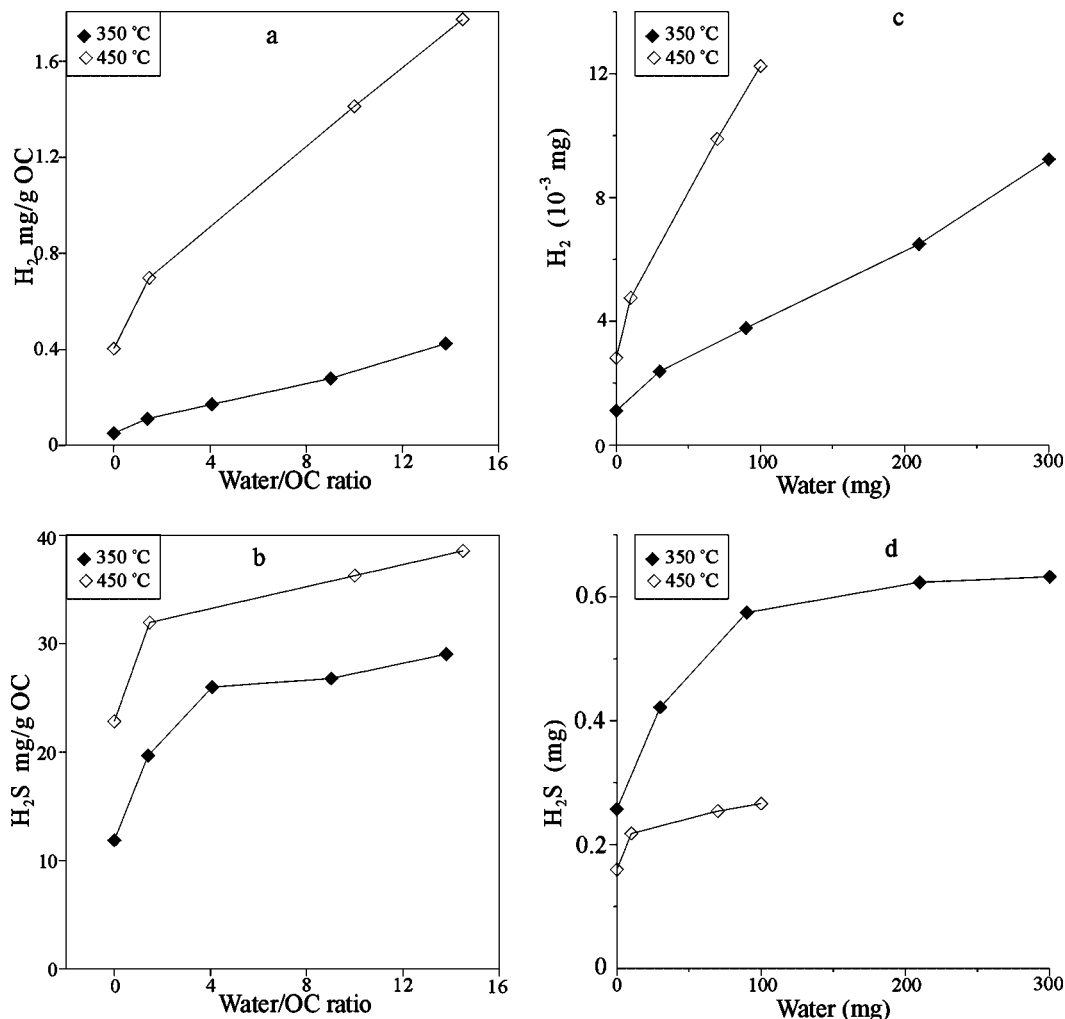 350 °C
450 °C
a
1.6
1.2
0.8
0.4
0
H₂ mg/g OC
0 4 8 12 16
Water/OC ratio
350 °C
450 °C
c
12
8
4
0
H₂ (10⁻³ mg)
0 100 200 300
Water (mg)
350 °C
450 °C
b
40
30
20
10
0
H₂S mg/g OC
0 4 8 12 16
Water/OC ratio
350 °C
450 °C
d
0.6
0.4
0.2
0
H₂S (mg)
0 100 200 300
Water (mg)